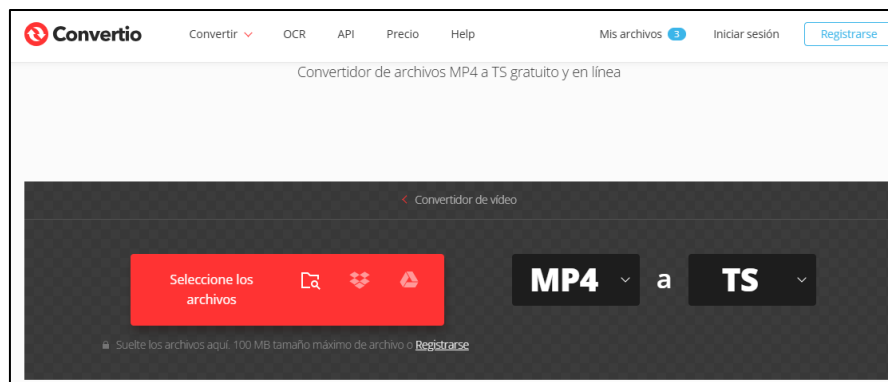 Convertio Convertir OCR API Precio Help Mis archivos 3 Iniciar sesión Registrarse
Convertidor de archivos MP4 a TS gratuito y en línea
Convertidor de vídeo
Seleccione los
archivos
MP4 a TS
Suelte los archivos aquí. 100 MB tamaño máximo de archivo o Registrarse